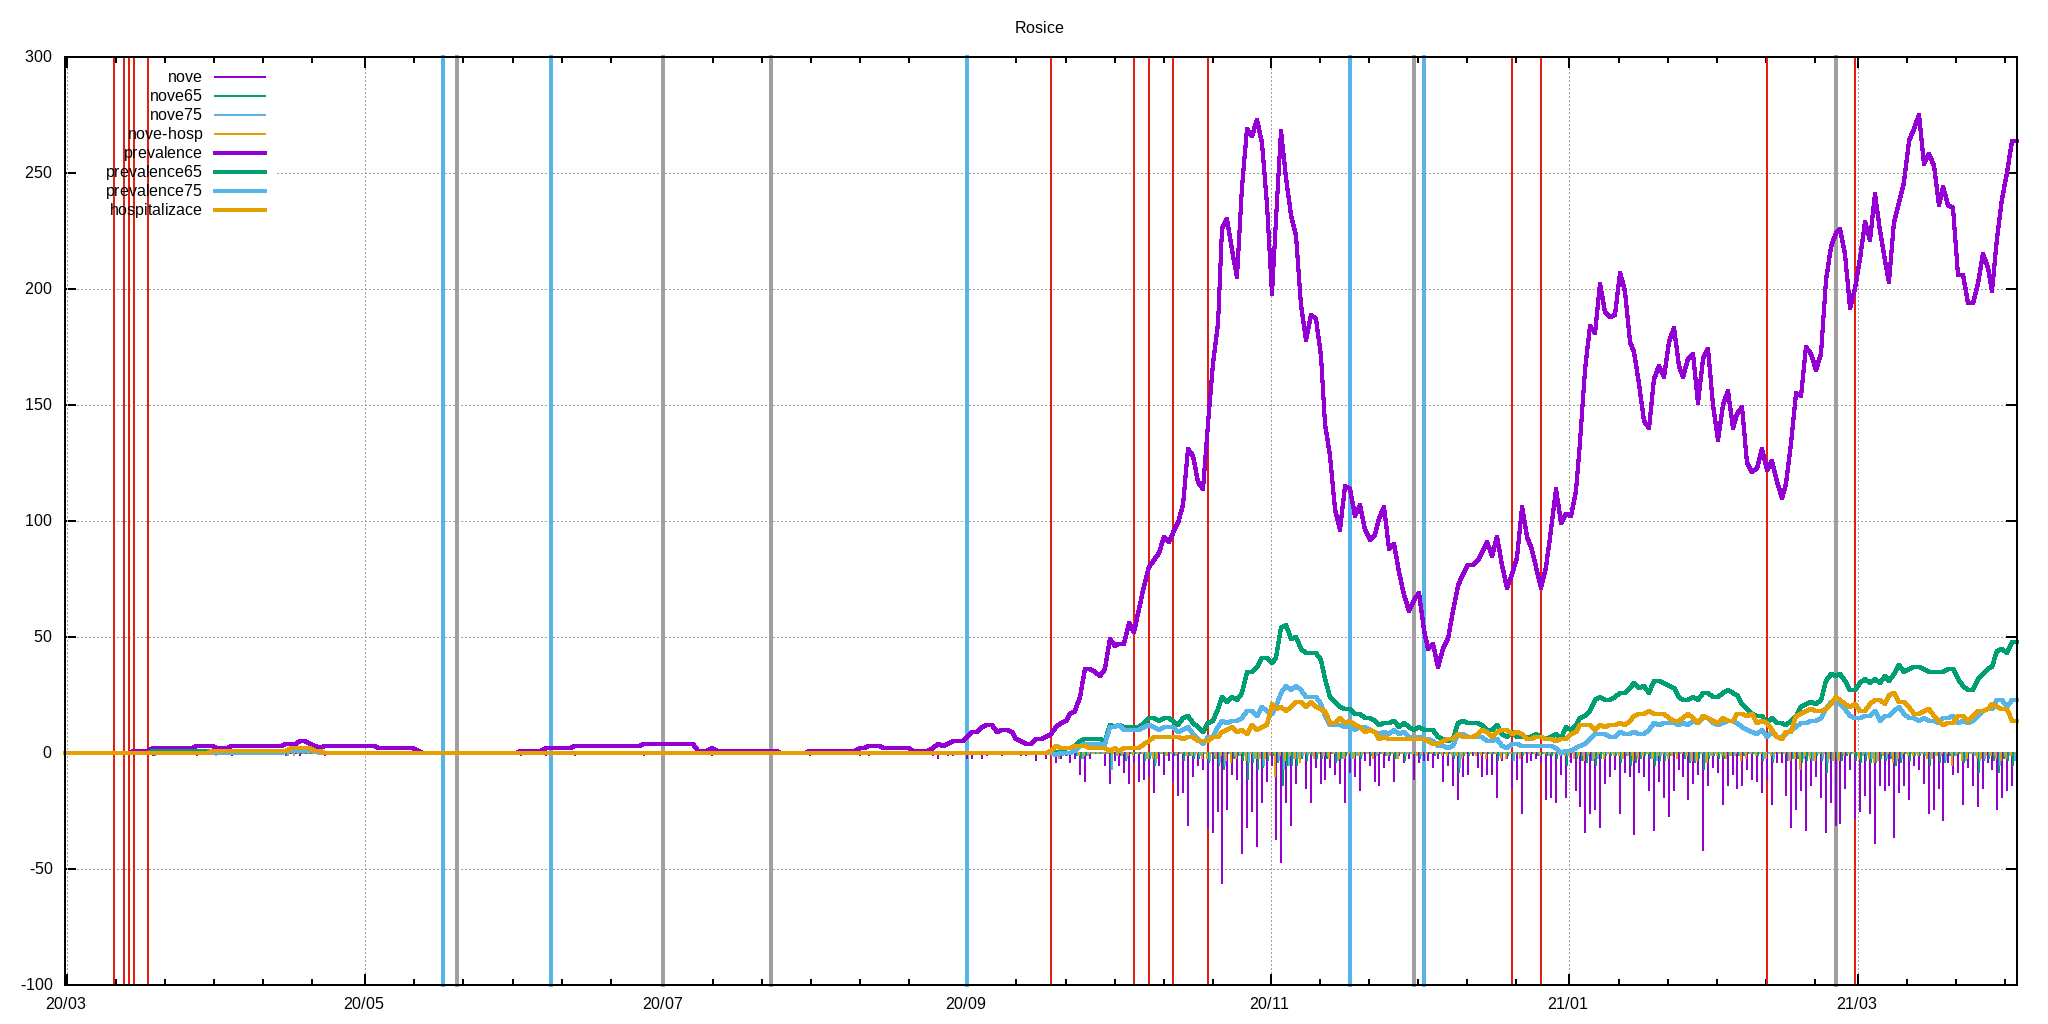 Rosice
300
250
200
150
100
50
0
-50
-100
nove
nove65
nove75
nove-hosp
prevalence
prevalence65
prevalence75
hospitalizace
20/03 20/05 20/07 20/09 20/11 21/01 21/03